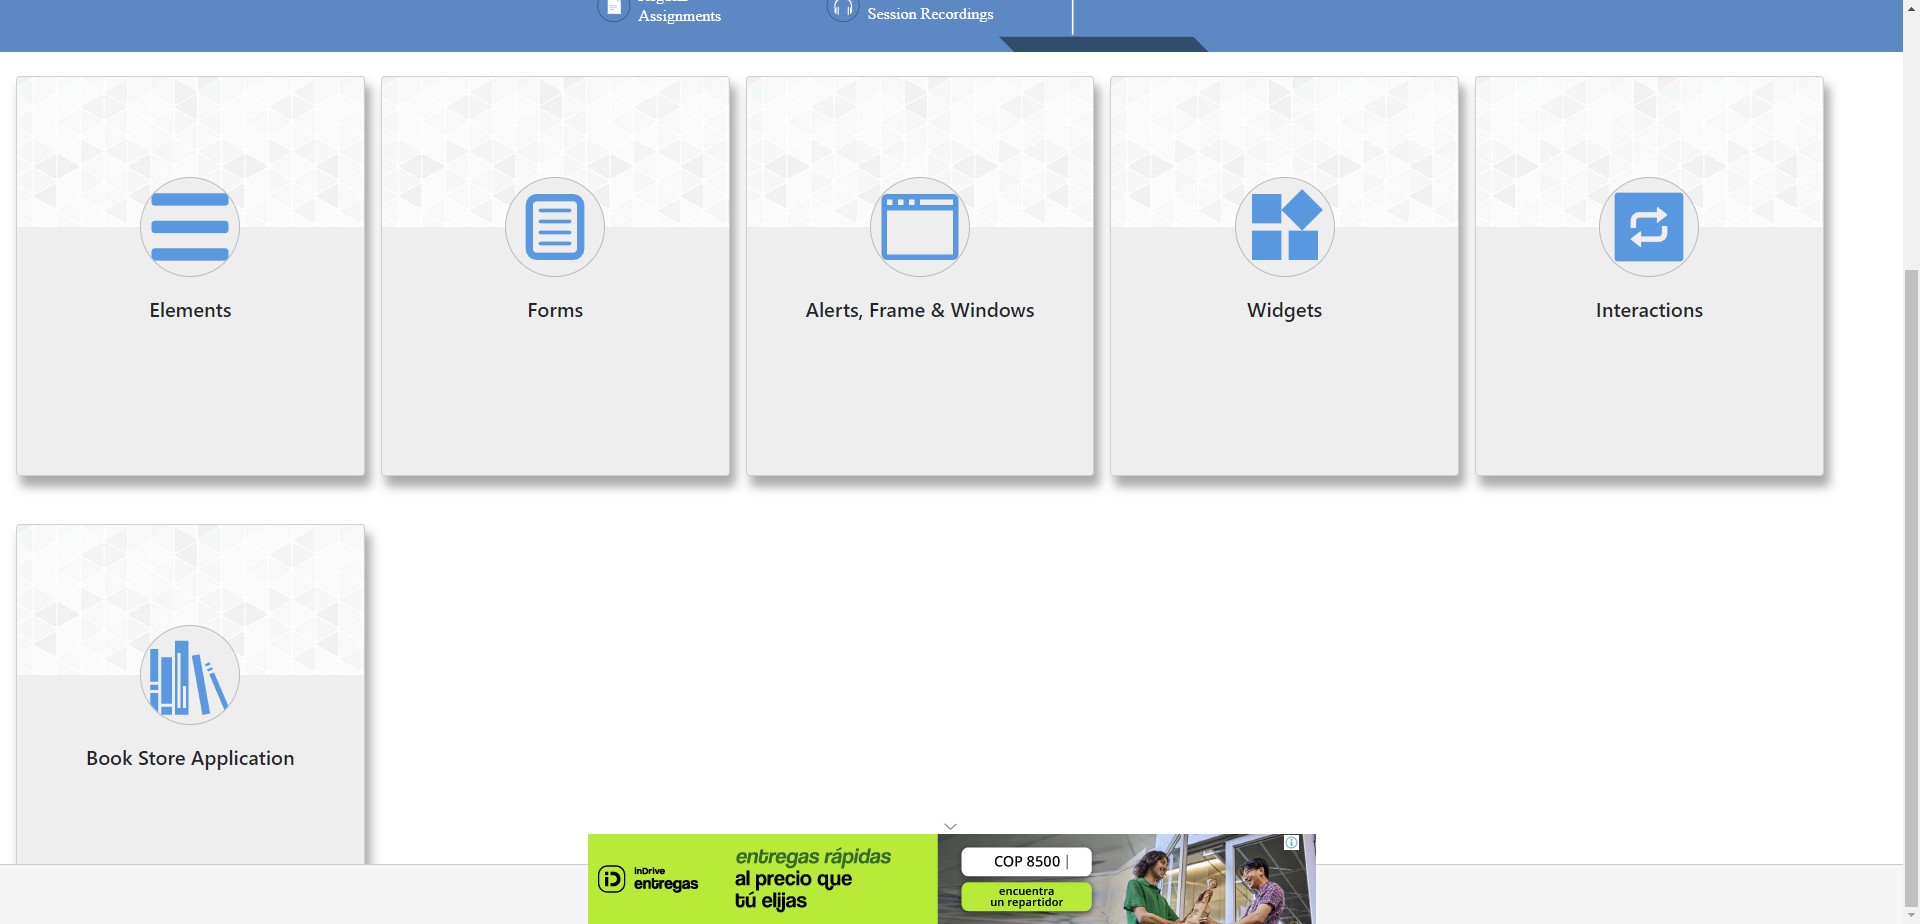 Assignments
Session Recordings
Elements
Forms
Alerts, Frame & Windows
Widgets
Interactions
Book Store Application
inDrive
entregas
entregas rápidas
al precio que
tú elijas
COP 8500
encuentra
un repartidor